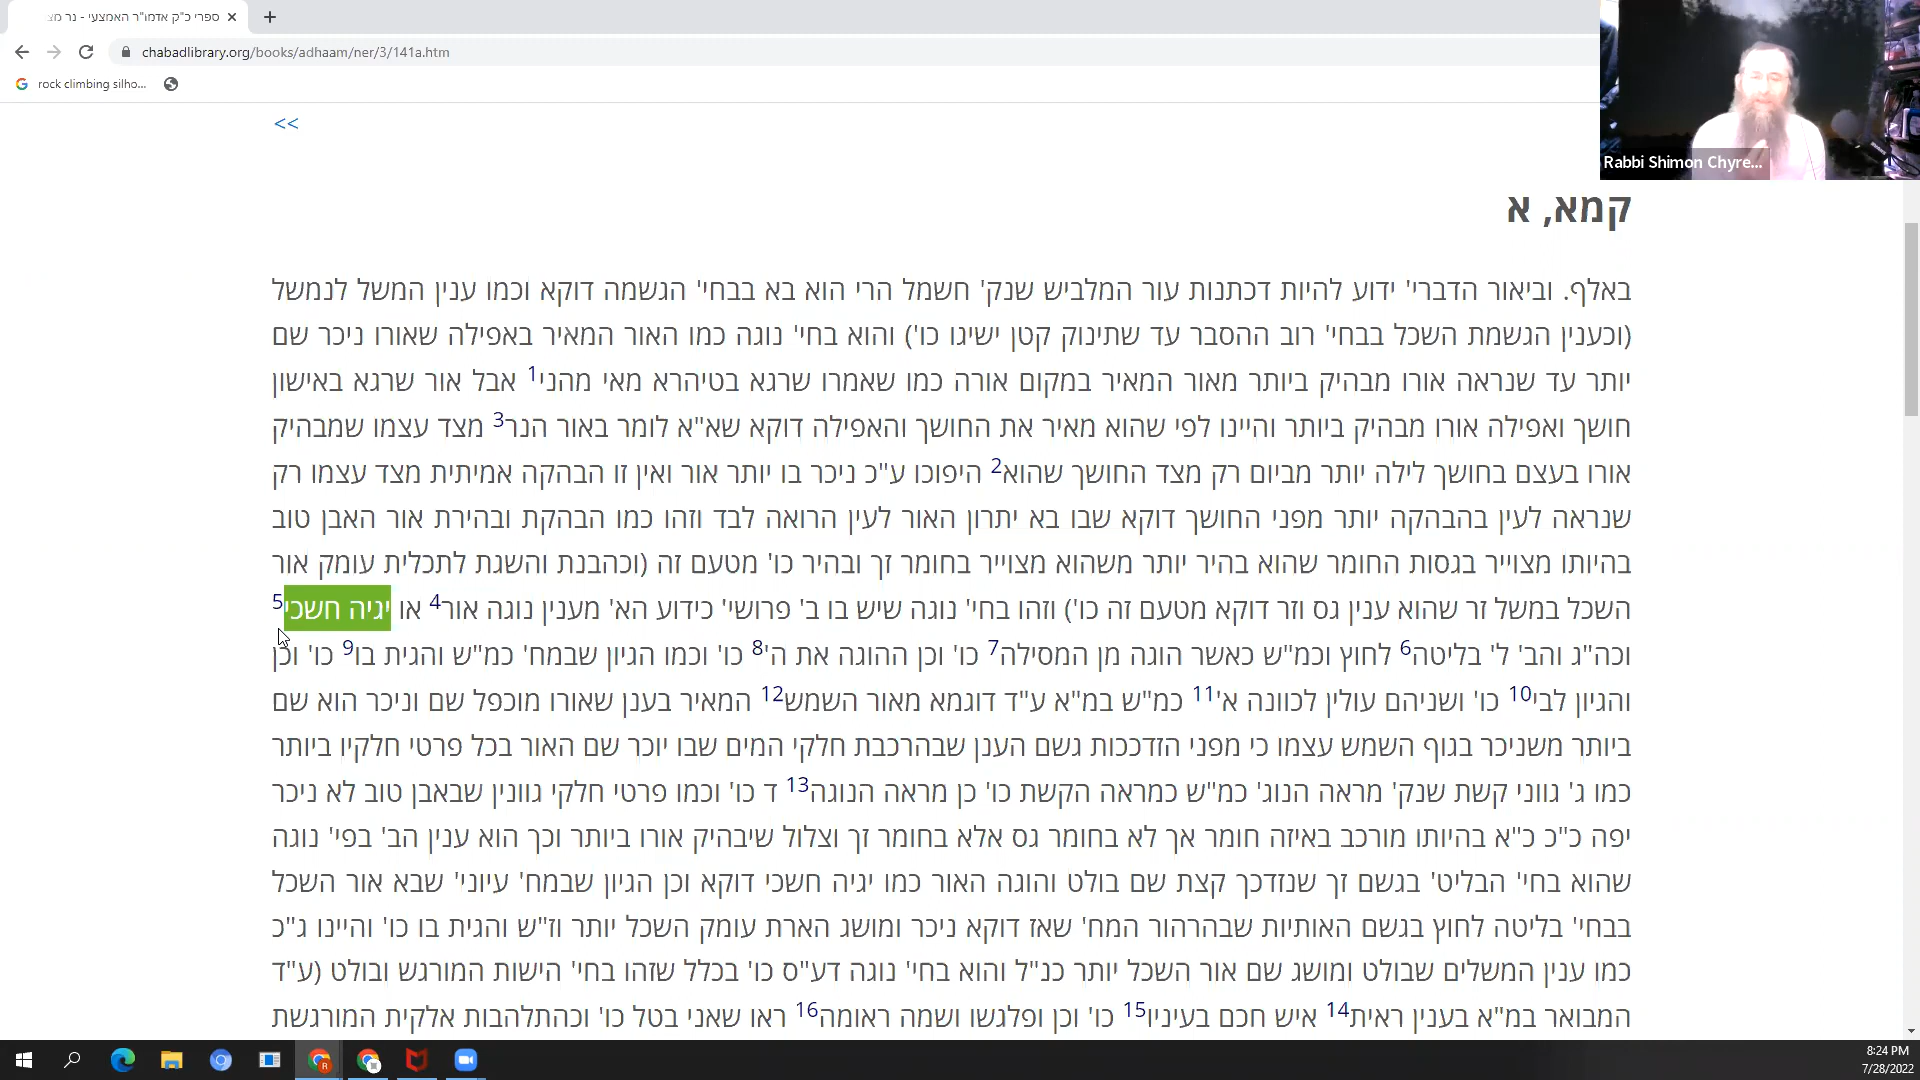 ספרי כ"ק אדמו"ר האמצעי - נר מצ
chabadlibrary.org/books/adhaam/ner/3/141a.htm
rock climbing silho...
Rabbi Shimon Chyre...
<<
קמא, א
באלף. וביאור הדברי' ידוע להיות דכתנות עור המלביש שנק' חשמל הרי הוא בא בבחי' הגשמה דוקא וכמו ענין המשל לנמשל
(וכענין הגשמת השכל בבחי' רוב ההסבר עד שתינוק קטן ישיגו כו') והוא בחי' נוגה כמו האור המאיר באפילה שאורו ניכר שם
יותר עד שנראה אורו מבהיק ביותר מאור המאיר במקום אורה כמו שאמרו שרגא בטיהרא מאי מהני1 אבל אור שרגא באישון
חושך ואפילה אורו מבהיק ביותר והיינו לפי שהוא מאיר את החושך והאפילה דוקא שא"א לומר באור הנר3 מצד עצמו שמבהיק
אורו בעצם בחושך לילה יותר מביום רק מצד החושך שהוא2 היפוכו ע"כ ניכר בו יותר אור ואין זו הבהקה אמיתית מצד עצמו רק
שנראה לעין בהבהקה יותר מפני החושך דוקא שבו בא יתרון האור לעין הרואה לבד וזהו כמו הבהקת ובהירת אור האבן טוב
בהיותו מצוייר בגסות החומר שהוא בהיר יותר משהוא מצוייר בחומר זך ובהיר כו' מטעם זה (וכהבנת והשגת לתכלית עומק אור
השכל במשל זר שהוא ענין גס וזר דוקא מטעם זה כו') וזהו בחי' נוגה שיש בו ב' פרושי' כידוע הא' מענין נוגה אור4 או יגיה חשכי5
וכה"ג והב' ל' בליטה6 לחוץ וכמ"ש כאשר הוגה מן המסילה7 כו' וכן ההוגה את ה'8 כו' וכמו הגיון שבמח' כמ"ש והגית בו9 כו' וכן
והגיון לבי10 כו' ושניהם עולין לכוונה א'11 כמ"ש במ"א ע"ד דוגמא מאור השמש12 המאיר בענן שאורו מוכפל שם וניכר הוא שם
ביותר משניכר בגוף השמש עצמו כי מפני הזדככות גשם הענן שבהרכבת חלקי המים שבו יוכר שם האור בכל פרטי חלקיו ביותר
כמו ג' גווני קשת שנק' מראה הנוג' כמ"ש כמראה הקשת כו' כן מראה הנוגה13 ד כו' וכמו פרטי חלקי גוונין שבאבן טוב לא ניכר
יפה כ"כ כ"א בהיותו מורכב באיזה חומר אך לא בחומר גס אלא בחומר זך וצלול שיבהיק אורו ביותר וכך הוא ענין הב' בפי' נוגה
שהוא בחי' הבליט' בגשם זך שנזדכך קצת שם בולט והוגה האור כמו יגיה חשכי דוקא וכן הגיון שבמח' עיוני' שבא אור השכל
בבחי' בליטה לחוץ בגשם האותיות שבהרהור המח' שאז דוקא ניכר ומושג הארת עומק השכל יותר וז"ש והגית בו כו' והיינו ג"כ
כמו ענין המשלים שבולט ומושג שם אור השכל יותר כנ"ל והוא בחי' נוגה דע"ס כו' בכלל שזהו בחי' הישות המורגש ובולט (ע"ד
המבואר במ"א בענין ראית14 איש חכם בעיניו15 כו' וכן ופלגשו ושמה ראומה16 ראו שאני בטל כו' וכהתלהבות אלקית המורגשת
8:24 PM
7/28/2022